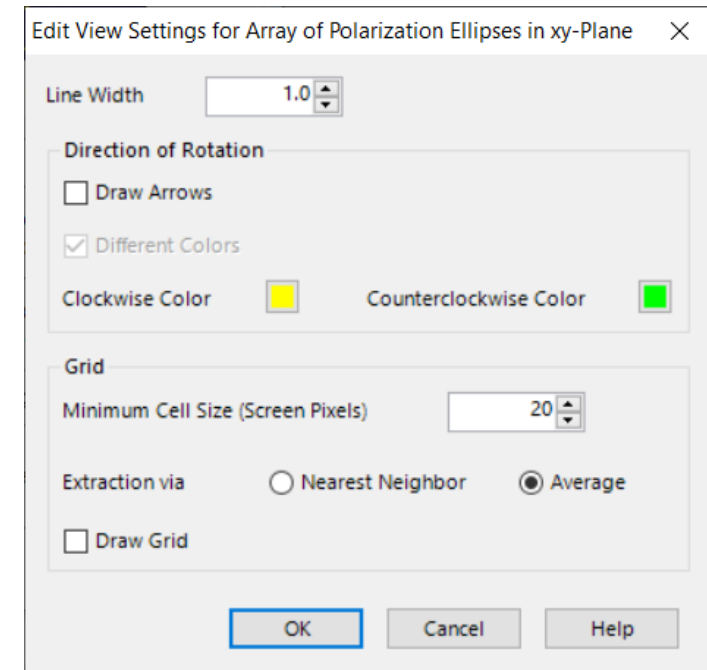 Edit View Settings for Array of Polarization Ellipses in xy-Plane
Line Width 1.0
Direction of Rotation
Draw Arrows
Different Colors
Clockwise Color Counterclockwise Color
Grid
Minimum Cell Size (Screen Pixels) 20
Extraction via Nearest Neighbor Average
Draw Grid
OK Cancel Help